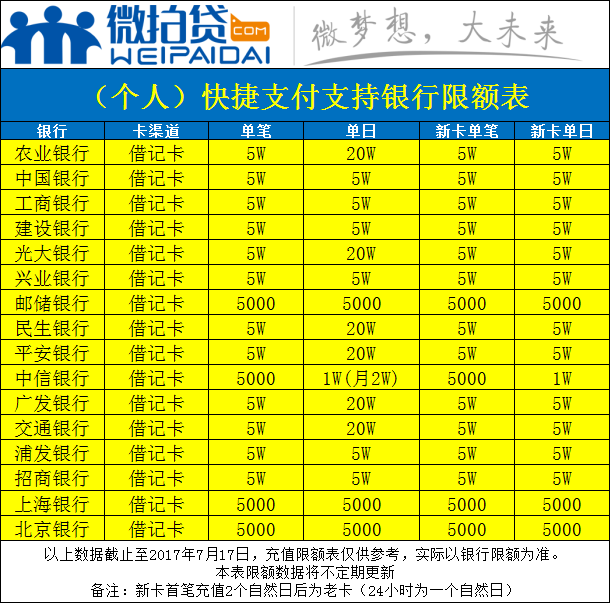 微拍贷.COM
WEIPAIDAI
微梦想，大未来
（个人）快捷支付支持银行限额表
银行 卡渠道 单笔 单日 新卡单笔 新卡单日
农业银行 借记卡 5W 20W 5W 5W
中国银行 借记卡 5W 5W 5W 5W
工商银行 借记卡 5W 5W 5W 5W
建设银行 借记卡 5W 5W 5W 5W
光大银行 借记卡 5W 20W 5W 5W
兴业银行 借记卡 5W 5W 5W 5W
邮储银行 借记卡 5000 5000 5000 5000
民生银行 借记卡 5W 20W 5W 5W
平安银行 借记卡 5W 20W 5W 5W
中信银行 借记卡 5000 1W(月2W) 5000 1W
广发银行 借记卡 5W 20W 5W 5W
交通银行 借记卡 5W 20W 5W 5W
浦发银行 借记卡 5W 5W 5W 5W
招商银行 借记卡 5W 5W 5W 5W
上海银行 借记卡 5000 5000 5000 5000
北京银行 借记卡 5000 5000 5000 5000
以上数据截止至2017年7月17日，充值限额表仅供参考，实际以银行限额为准。
本表限额数据将不定期更新
备注：新卡首笔充值2个自然日后为老卡（24小时为一个自然日）